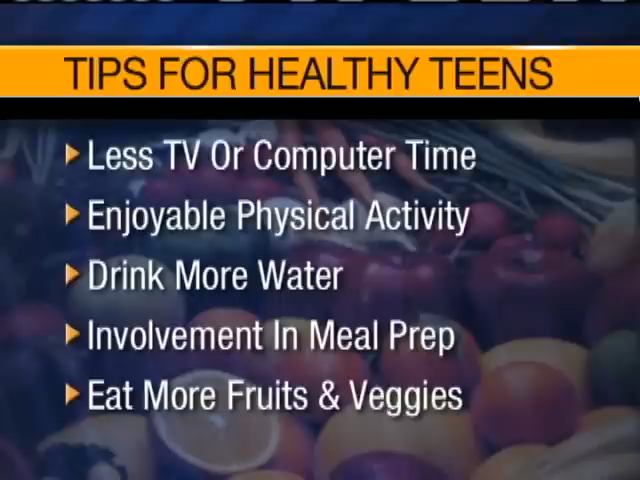 TIPS FOR HEALTHY TEENS
Less TV Or Computer Time
Enjoyable Physical Activity
Drink More Water
Involvement In Meal Prep
Eat More Fruits & Veggies